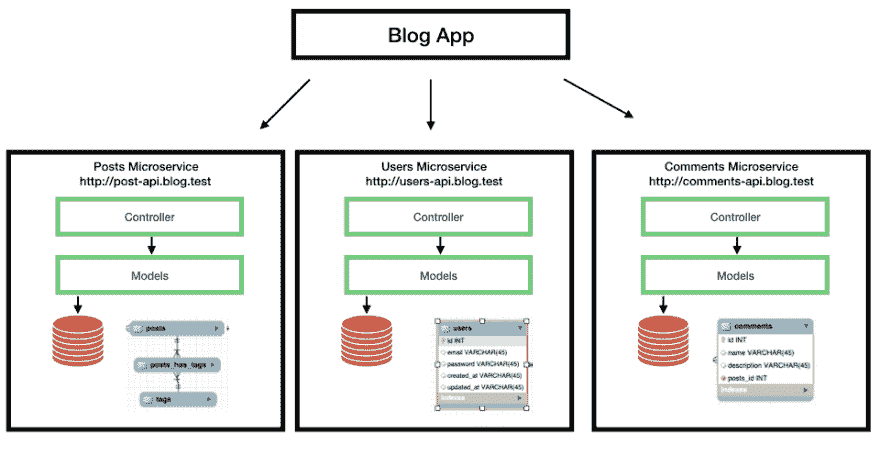 Blog App
Posts Microservice
http://post-api.blog.test
Controller
Models
posts
posts_has_tags
tags
Users Microservice
http://users-api.blog.test
Controller
Models
users
id INT
email VARCHAR(45)
password VARCHAR(45)
created_at VARCHAR(45)
updated_at VARCHAR(45)
Indexes
Comments Microservice
http://comments-api.blog.test
Controller
Models
comments
id INT
name VARCHAR(45)
description VARCHAR(45)
posts_id INT
Indexes